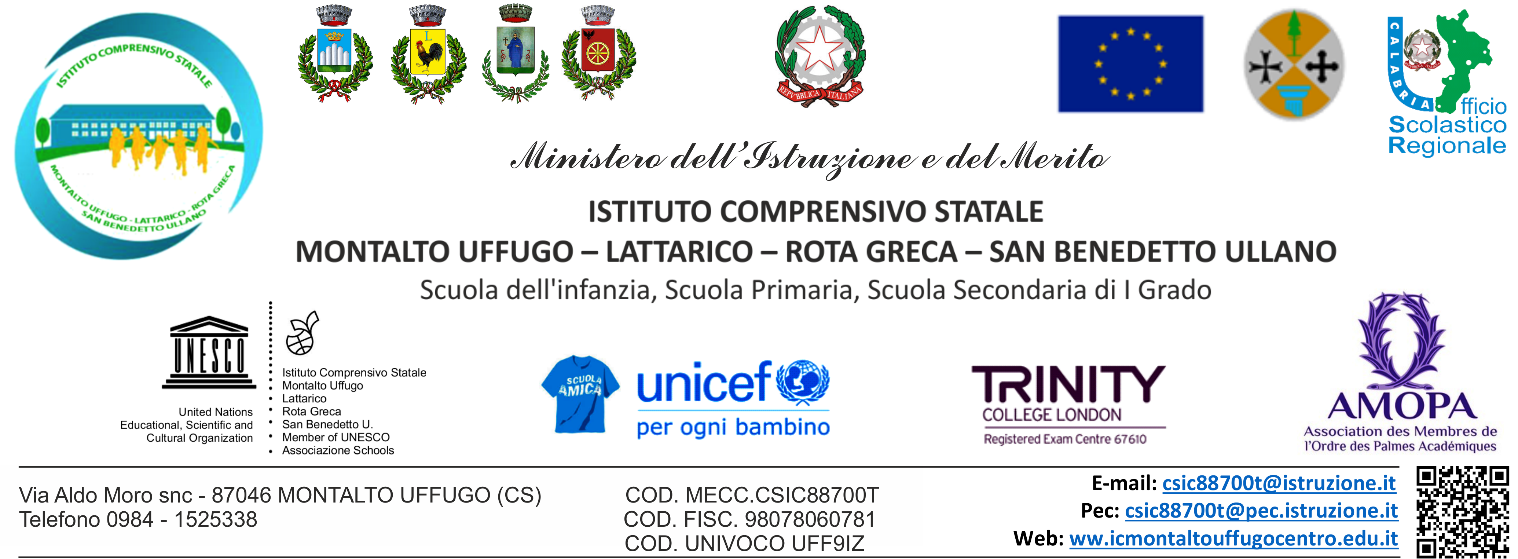 ISTITUTO COMPRENSIVO STATALE
MONTALTO UFFUGO - LATTARICO - ROTA GRECA
SAN BENEDETTO ULLANO
L
REPVBBLICA ITALIANA
CALABRIA
Ufficio
Scolastico
Regionale
Ministero dell'Istruzione e del Merito
ISTITUTO COMPRENSIVO STATALE
MONTALTO UFFUGO – LATTARICO – ROTA GRECA – SAN BENEDETTO ULLANO
Scuola dell'infanzia, Scuola Primaria, Scuola Secondaria di I Grado
UNESCO
United Nations
Educational, Scientific and
Cultural Organization
Istituto Comprensivo Statale
Montalto Uffugo
Lattarico
Rota Greca
San Benedetto U.
Member of UNESCO
Associazione Schools
SCUOLA
AMICA
unicef
per ogni bambino
TRINITY
COLLEGE LONDON
Registered Exam Centre 67610
AMOPA
Association des Membres de
l'Ordre des Palmes Académiques
Via Aldo Moro snc - 87046 MONTALTO UFFUGO (CS)
Telefono 0984 - 1525338
COD. MECC.CSIC88700T
COD. FISC. 98078060781
COD. UNIVOCO UFF9IZ
E-mail: csic88700t@istruzione.it
Pec: csic88700t@pec.istruzione.it
Web: ww.icmontaltouffugocentro.edu.it